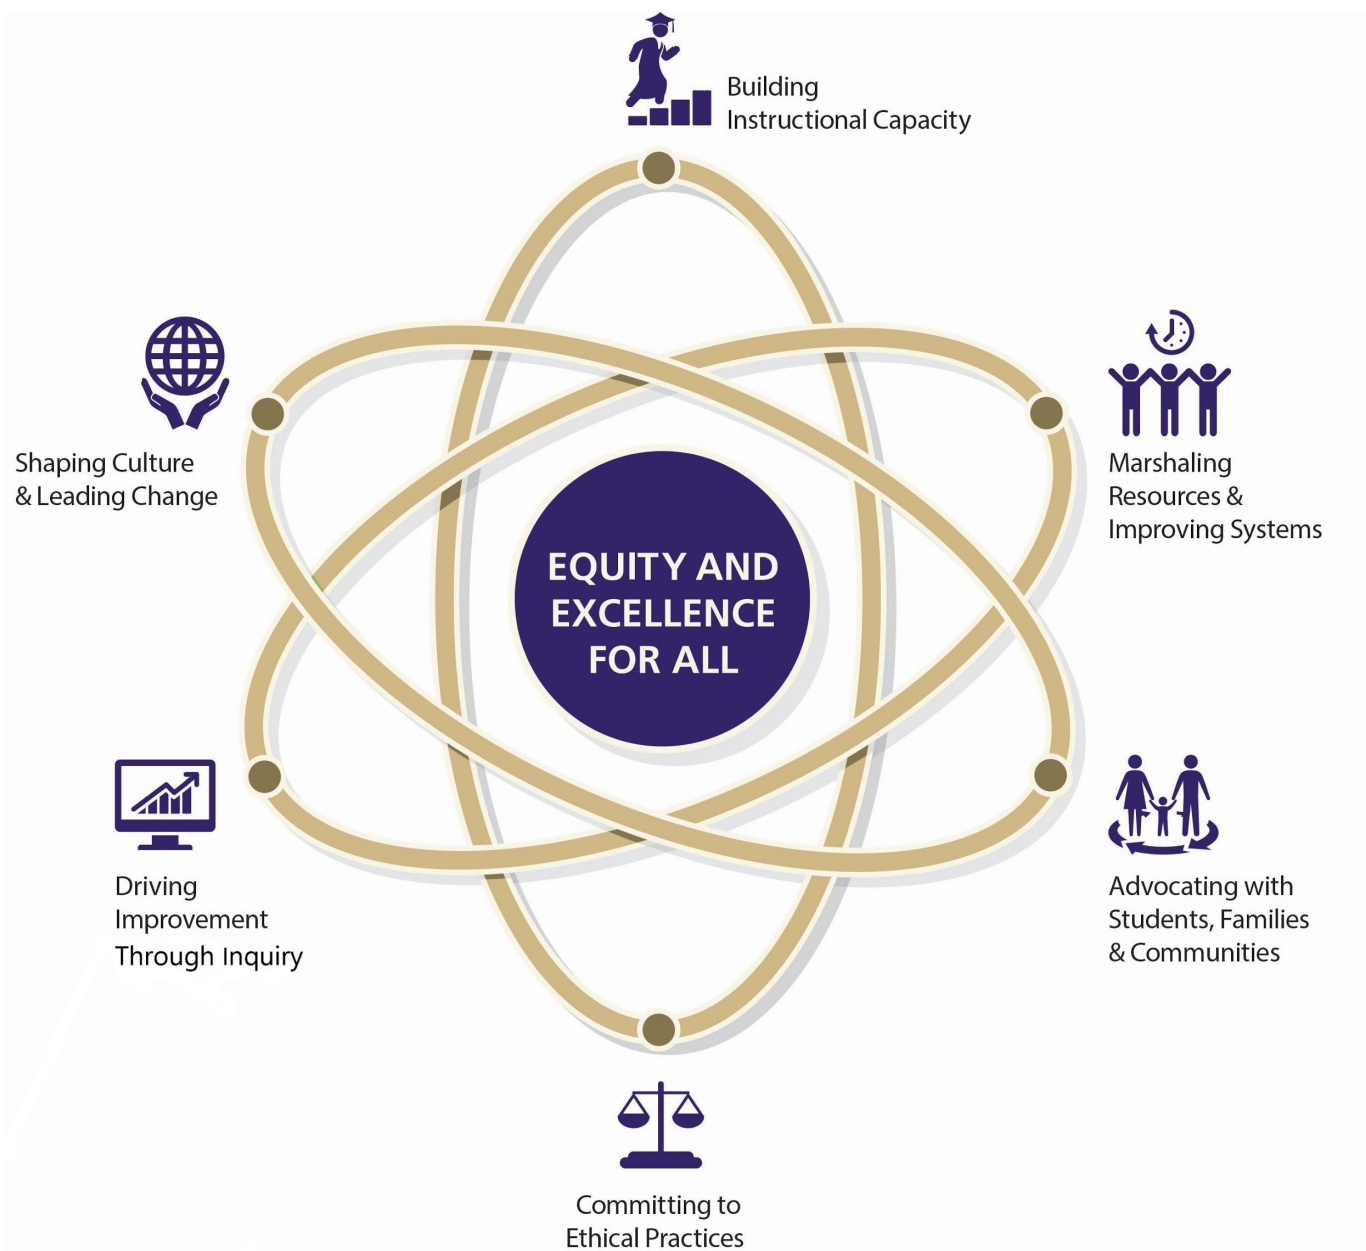 Building
Instructional Capacity
Shaping Culture
& Leading Change
Marshaling
Resources &
Improving Systems
EQUITY AND
EXCELLENCE
FOR ALL
Driving
Improvement
Through Inquiry
Advocating with
Students, Families
& Communities
Committing to
Ethical Practices